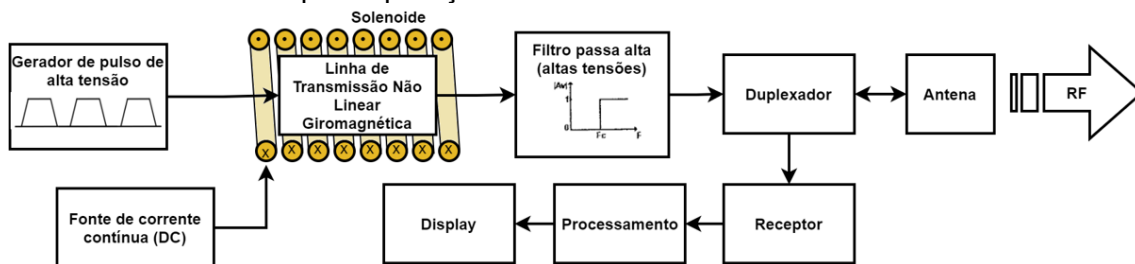 Solenoide
Gerador de pulso de
alta tensão
Linha de
Transmissão Não
Linear
Giromagnética
Filtro passa alta
(altas tensões)
|Av|
1
0
Fc
F
Duplexador
Antena
RF
X X X X X X X X
Fonte de corrente
contínua (DC)
Display
Processamento
Receptor